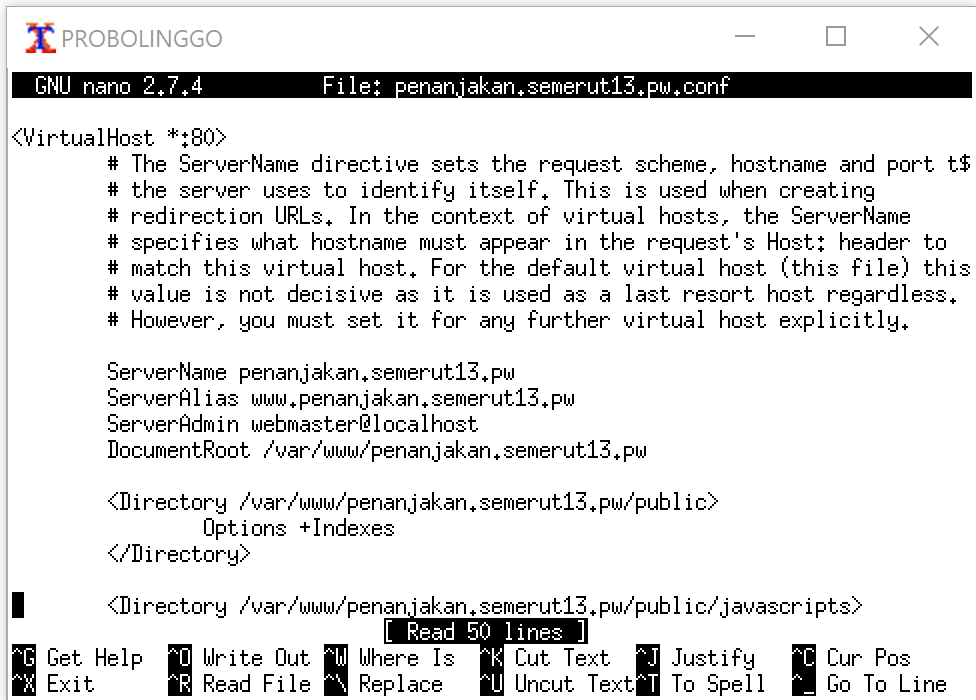 PROBOLINGGO
GNU nano 2.7.4 File: penanjakan.semerut13.pw.conf
<VirtualHost *:80>
# The ServerName directive sets the request scheme, hostname and port t$
# the server uses to identify itself. This is used when creating
# redirection URLs. In the context of virtual hosts, the ServerName
# specifies what hostname must appear in the request's Host: header to
# match this virtual host. For the default virtual host (this file) this
# value is not decisive as it is used as a last resort host regardless.
# However, you must set it for any further virtual host explicitly.
ServerName penanjakan.semerut13.pw
ServerAlias www.penanjakan.semerut13.pw
ServerAdmin webmaster@localhost
DocumentRoot /var/www/penanjakan.semerut13.pw
<Directory /var/www/penanjakan.semerut13.pw/public>
Options +Indexes
</Directory>
<Directory /var/www/penanjakan.semerut13.pw/public/javascripts>
[ Read 50 lines ]
^G Get Help ^O Write Out ^W Where Is ^K Cut Text ^J Justify ^C Cur Pos
^X Exit ^R Read File ^\ Replace ^U Uncut Text ^T To Spell ^_ Go To Line